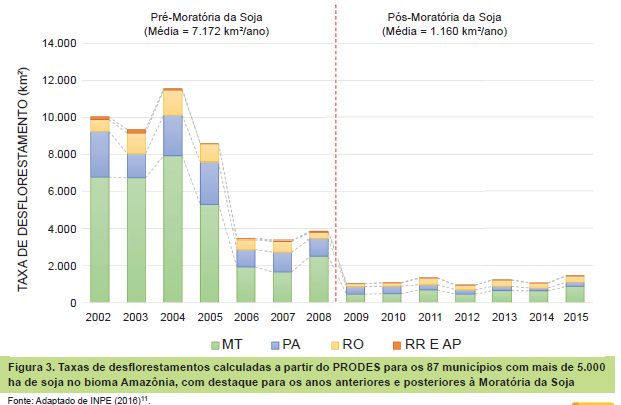 Pré-Moratória da Soja
(Média = 7.172 km²/ano)
Pós-Moratória da Soja
(Média = 1.160 km²/ano)
TAXA DE DESFLORESTAMENTO (km²)
14.000
12.000
10.000
8.000
6.000
4.000
2.000
0
2002 2003 2004 2005 2006 2007 2008 2009 2010 2011 2012 2013 2014 2015
MT PA RO RR E AP
Figura 3. Taxas de desflorestamentos calculadas a partir do PRODES para os 87 municípios com mais de 5.000
ha de soja no bioma Amazônia, com destaque para os anos anteriores e posteriores à Moratória da Soja
Fonte: Adaptado de INPE (2016)¹¹.